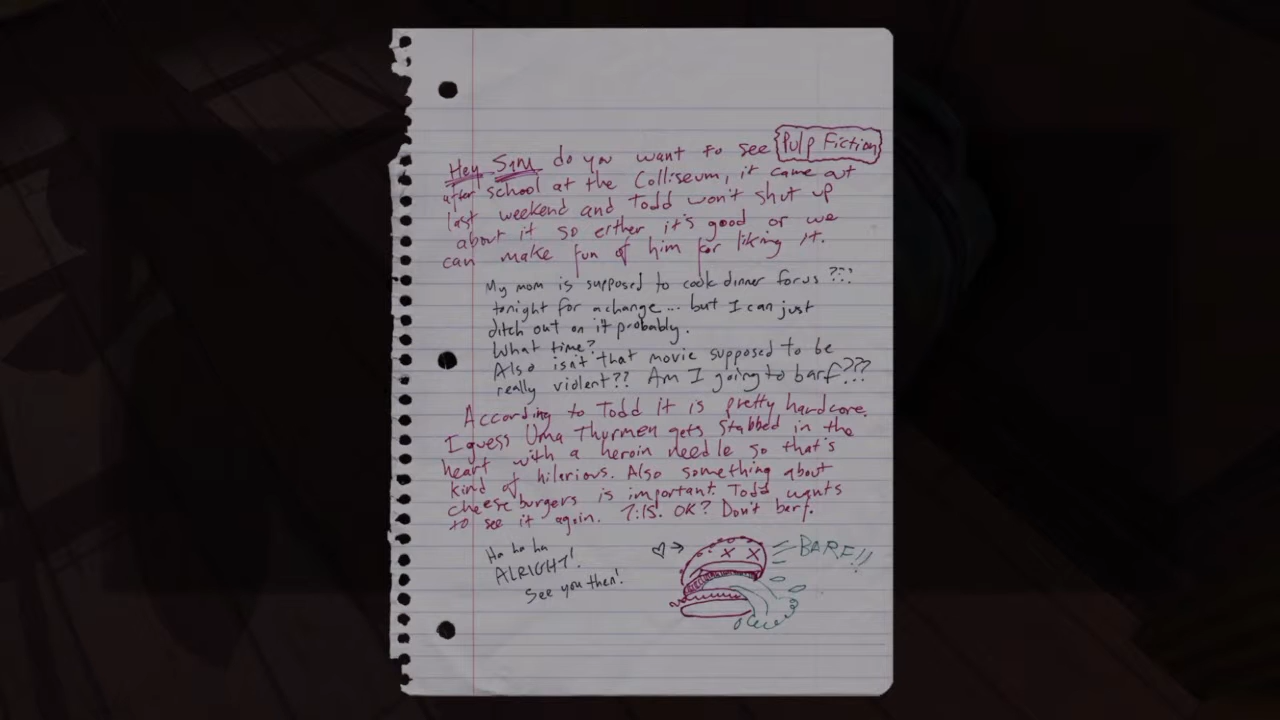 Hey Sam do you want to see Pulp Fiction
after school at the Colliseum, it came out
last weekend and Todd won't shut up
about it so either it's good or we
can make fun of him for liking it.
My mom is supposed to cook dinner for us???
tonight for a change... but I can just
ditch out on it probably.
What time?
Also isn't that movie supposed to be
really violent?? Am I going to barf???
According to Todd it is pretty hardcore.
I guess Uma Thurmen gets stabbed in the
heart with a heroin needle so that's
kind of hilarious. Also something about
cheeseburgers is important. Todd wants
to see it again. 7:15. OK? Don't barf.
Ha ha ha
ALRIGHT!
See you then!
BARF!!